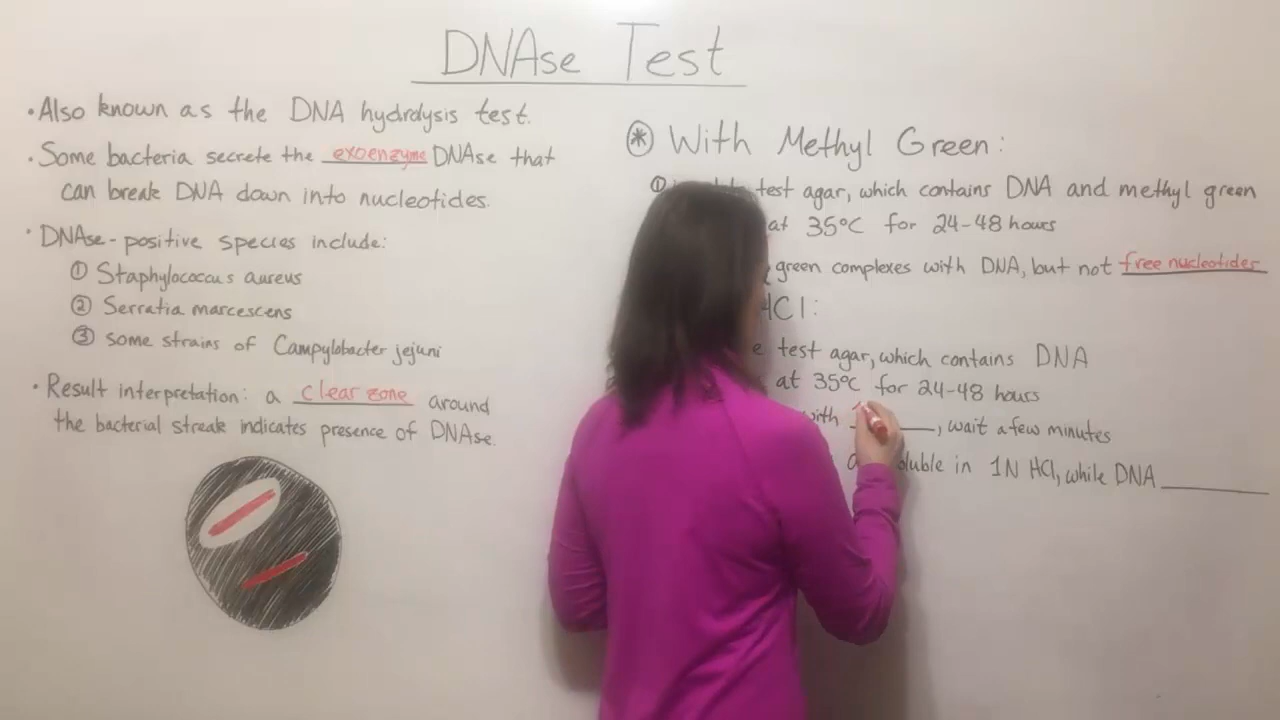 DNAse Test
• Also known as the DNA hydrolysis test.
• Some bacteria secrete the exoenzyme DNAse that
can break DNA down into nucleotides.
• DNAse-positive species include:
① Staphylococcus aureus
② Serratia marcescens
③ some strains of Campylobacter jejuni
• Result interpretation: a clear zone around
the bacterial streak indicates presence of DNAse.
* With Methyl Green:
① test agar, which contains DNA and methyl green
at 35°C for 24-48 hours
green complexes with DNA, but not free nucleotides
HCl:
test agar, which contains DNA
at 35°C for 24-48 hours
with ______, wait a few minutes
in 1N HCl, while DNA ______